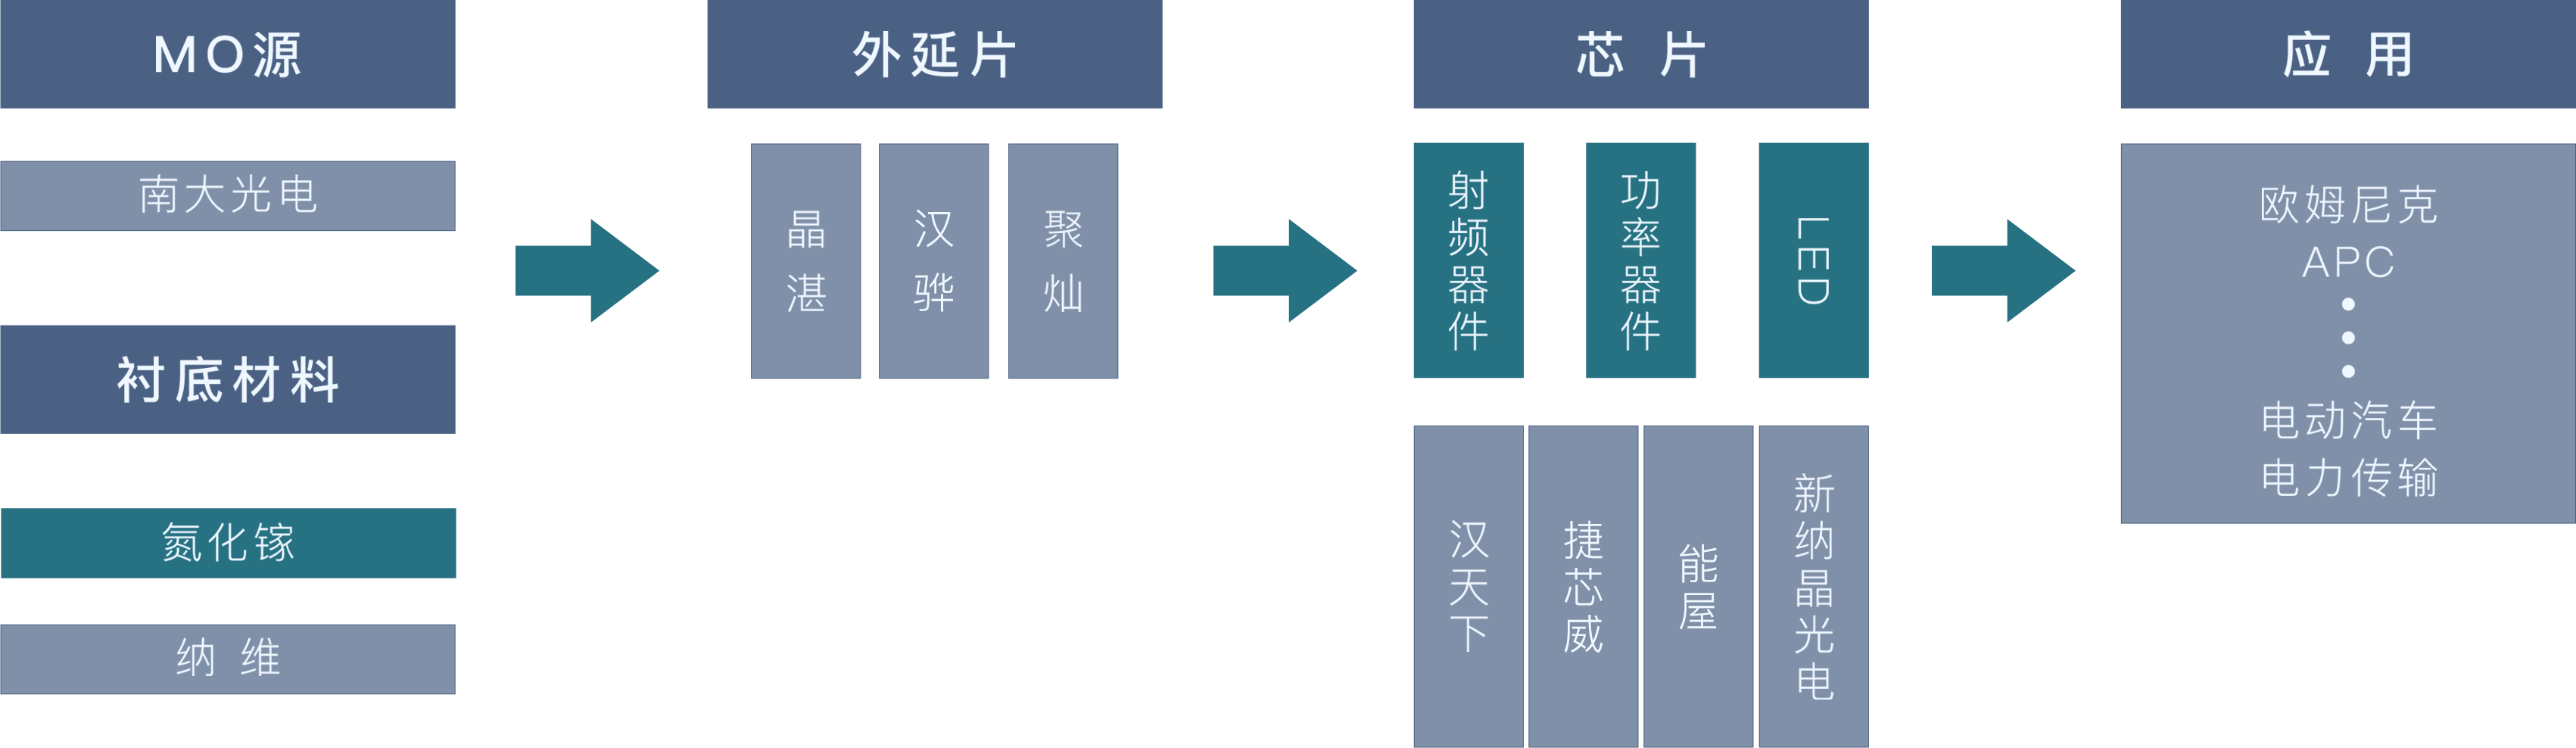 MO源
南大光电
衬底材料
氮化镓
纳 维
外延片
晶湛
汉骅
聚灿
芯 片
射频器件
功率器件
LED
汉天下
捷芯威
能屋
新纳晶光电
应 用
欧姆尼克
APC
电动汽车
电力传输